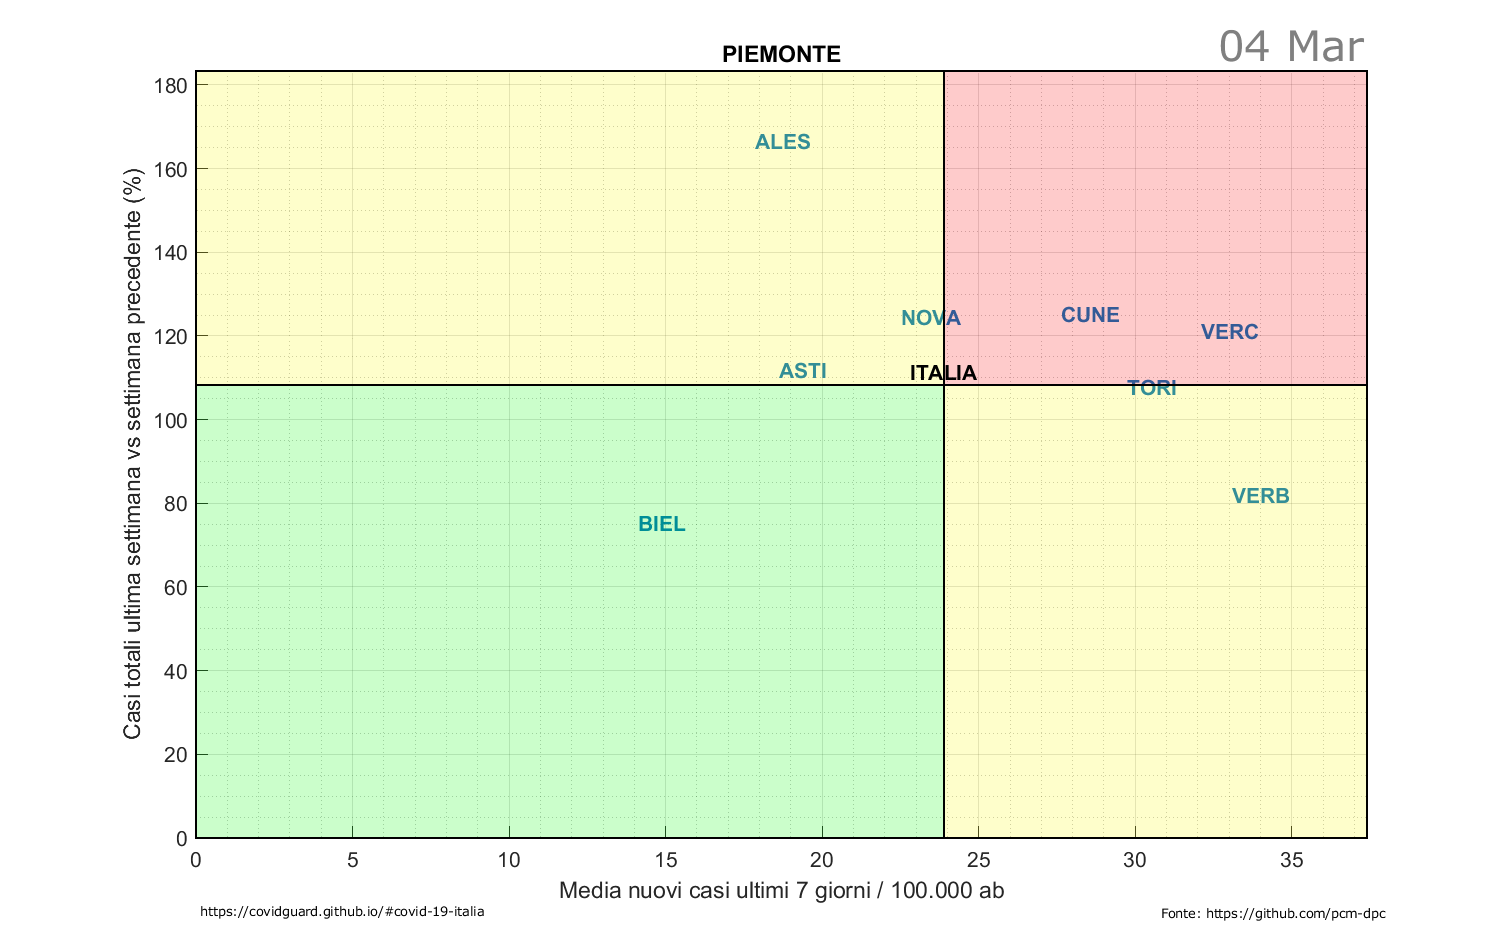 04 Mar
PIEMONTE
Casi totali ultima settimana vs settimana precedente (%)
180
160
140
120
100
80
60
40
20
0
ALES
NOVA
CUNE
VERC
ASTI
ITALIA
TORI
VERB
BIEL
0 5 10 15 20 25 30 35
Media nuovi casi ultimi 7 giorni / 100.000 ab
https://covidguard.github.io/#covid-19-italia
Fonte: https://github.com/pcm-dpc